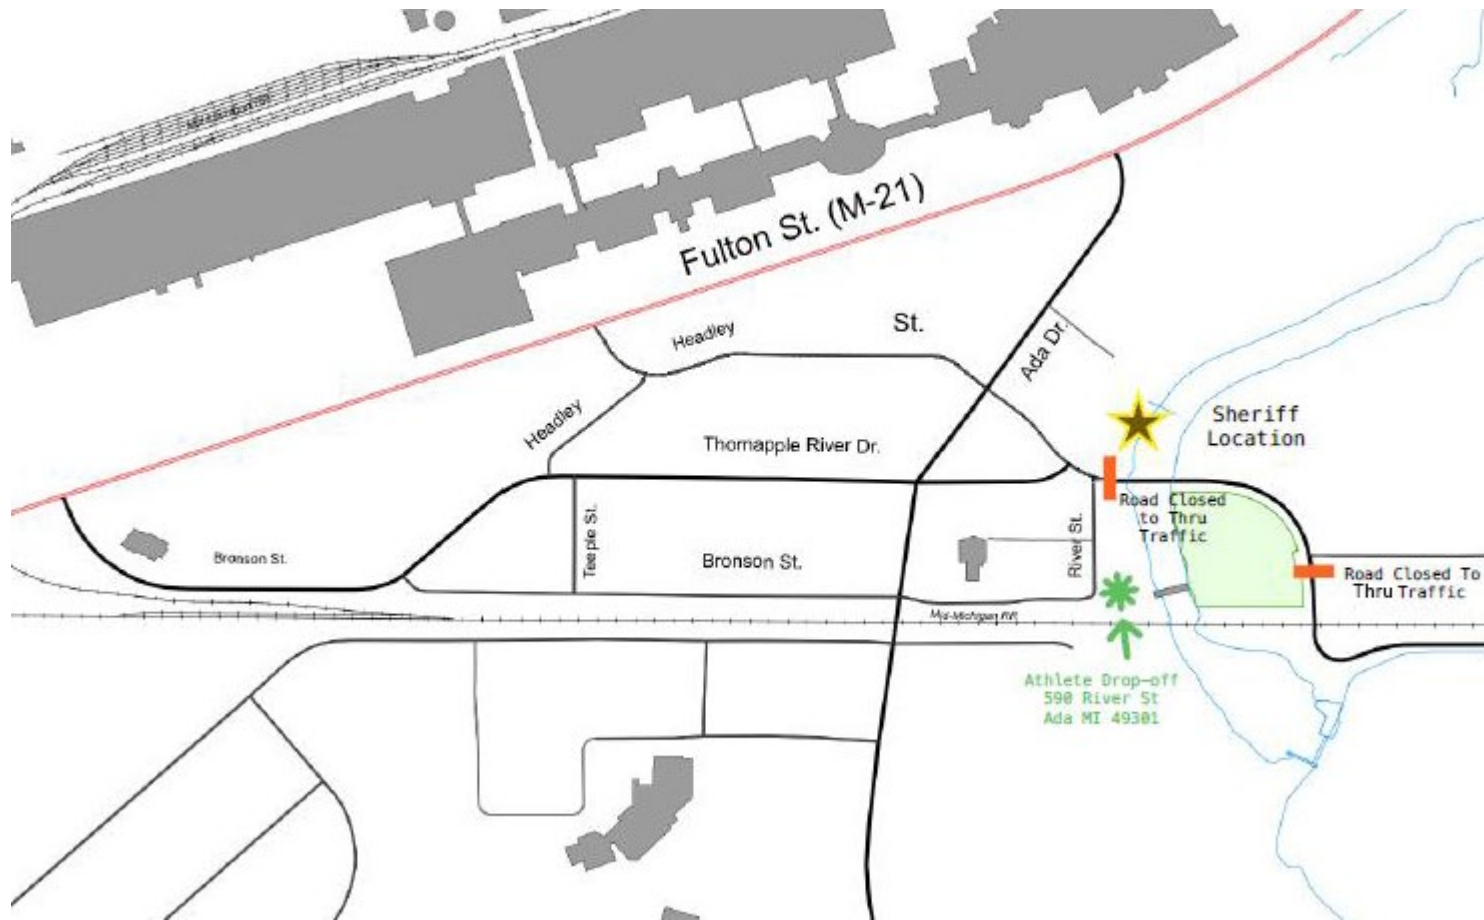 Fulton St. (M-21)
Headley
St.
Ada Dr.
Headley
Thornapple River Dr.
Sheriff
Location
Road Closed
to Thru
Traffic
Teeple St.
River St.
Bronson St.
Bronson St.
Road Closed To
Thru Traffic
Mid-Michigan RR
Athlete Drop-off
590 River St
Ada MI 49301